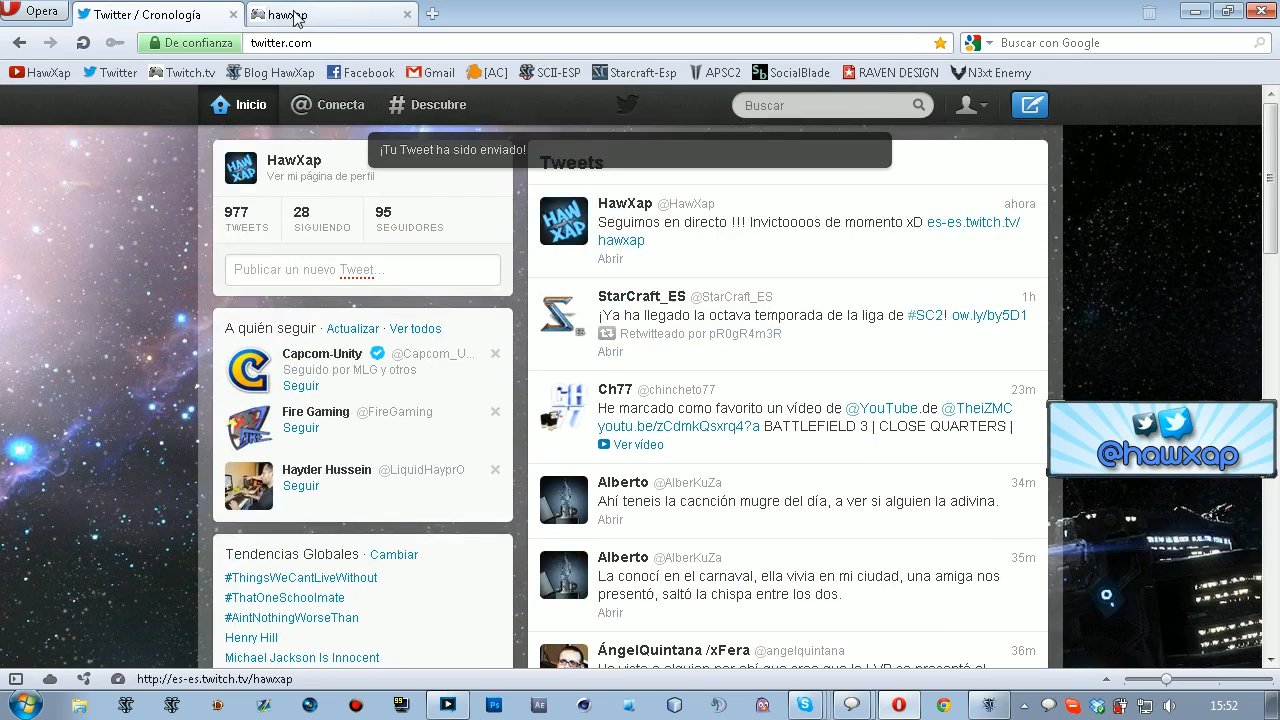 Opera
Twitter / Cronología
hawxap
De confianza
twitter.com
Buscar con Google
HawXap
Twitter
Twitch.tv
Blog HawXap
Facebook
Gmail
[AC]
SCII-ESP
Starcraft-Esp
APSC2
SocialBlade
RAVEN DESIGN
N3xt Enemy
Inicio
Conecta
Descubre
Buscar
¡Tu Tweet ha sido enviado!
HawXap
Ver mi página de perfil
977
28
95
TWEETS
SIGUIENDO
SEGUIDORES
Publicar un nuevo Tweet...
A quién seguir · Actualizar · Ver todos
Capcom-Unity @Capcom_U...
Seguido por MLG y otros
Seguir
Fire Gaming @FireGaming
Seguir
Hayder Hussein @LiquidHayprO
Seguir
Tendencias Globales · Cambiar
#ThingsWeCantLiveWithout
#ThatOneSchoolmate
#AintNothingWorseThan
Henry Hill
Michael Jackson Is Innocent
Tweets
HawXap @HawXap ahora
Seguimos en directo !!! Invictoooos de momento xD es-es.twitch.tv/
hawxap
Abrir
StarCraft_ES @StarCraft_ES 1h
¡Ya ha llegado la octava temporada de la liga de #SC2! ow.ly/by5D1
Retwitteado por pR0gR4m3R
Abrir
Ch77 @chincheto77 23m
He marcado como favorito un vídeo de @YouTube de @TheiZMC
youtu.be/zCdmkCsxrq4?a BATTLEFIELD 3 | CLOSE QUARTERS |
Ver vídeo
Alberto @AlberKuZa 34m
Ahí teneis la cacnción mugre del día, a ver si alguien la adivina.
Abrir
Alberto @AlberKuZa 35m
La conocí en el carnaval, ella vivia en mi ciudad, una amiga nos
presentó, saltó la chispa entre los dos.
Abrir
ÁngelQuintana /xFera @angelquintana 36m
@hawxap
http://es-es.twitch.tv/hawxap
15:52